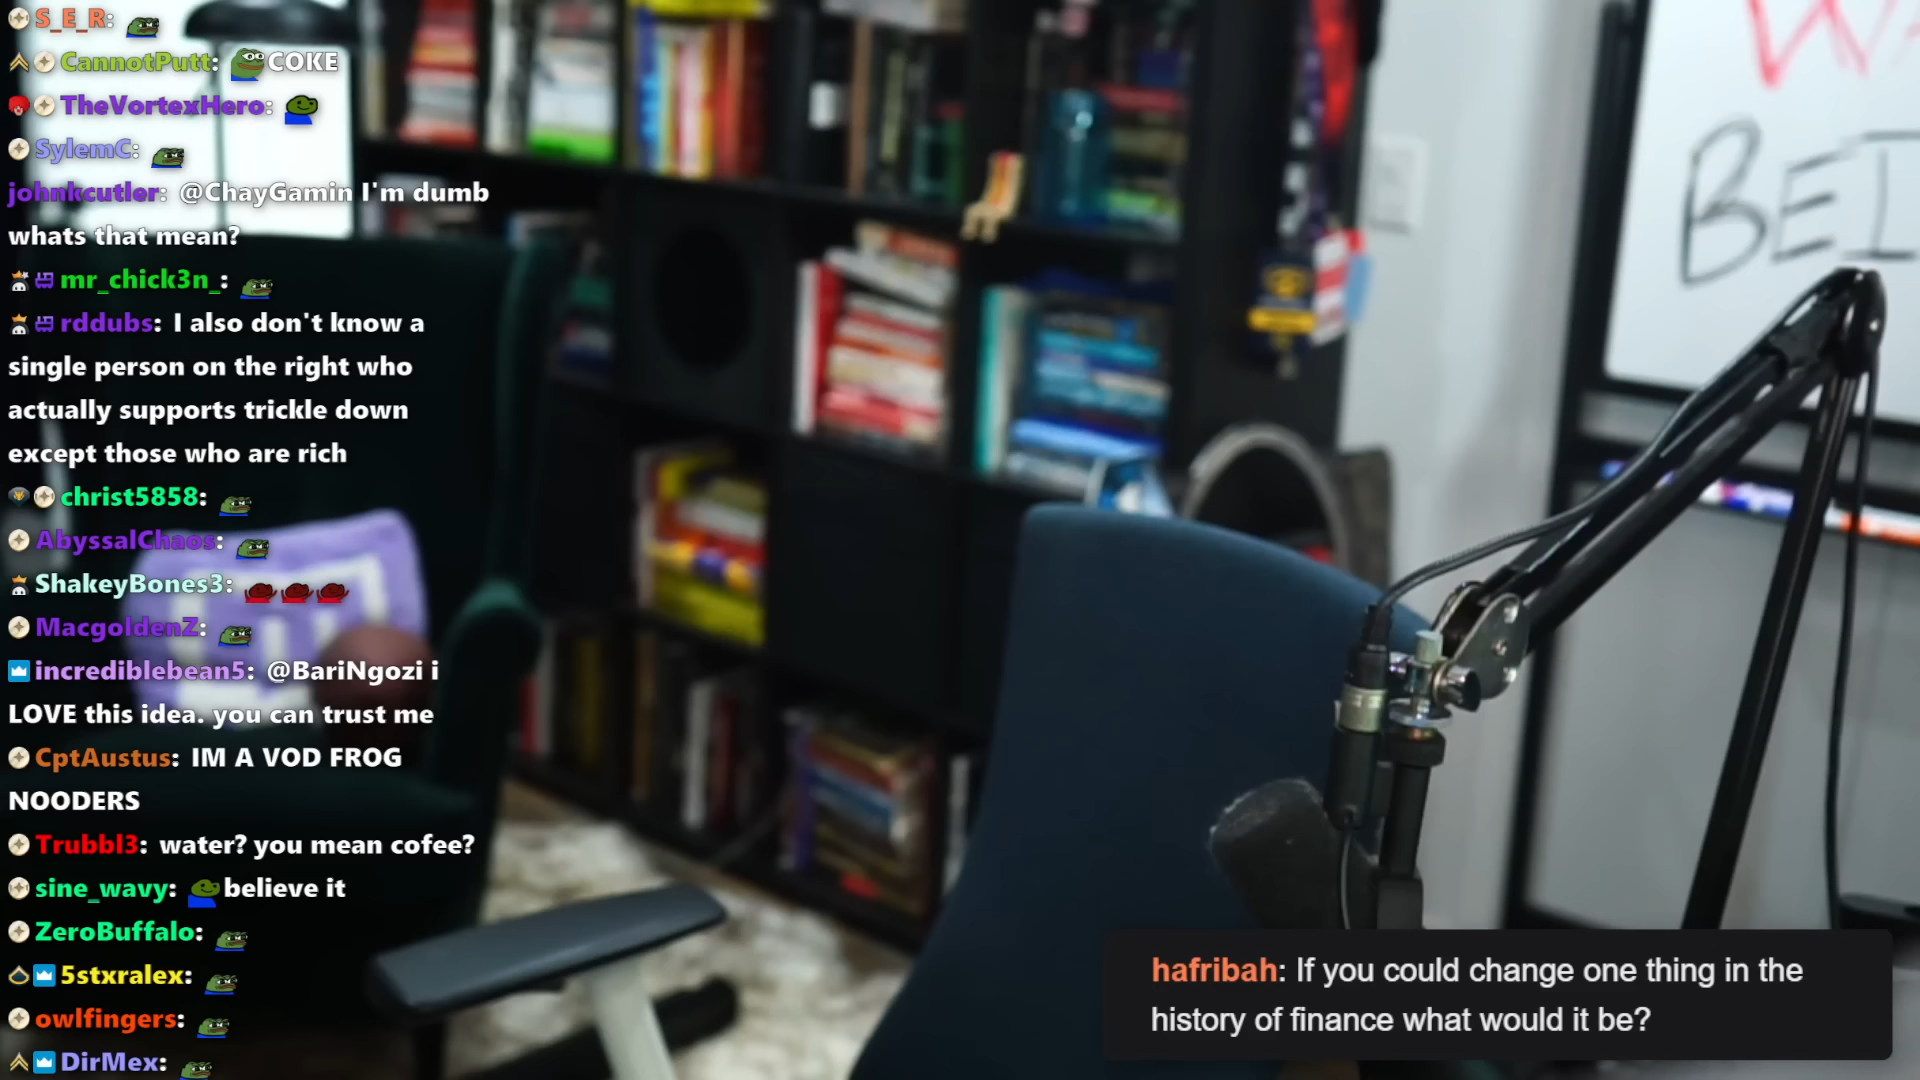 S_E_R:
CannotPutt: COKE
TheVortexHero:
SylemC:
johnkcutler: @ChayGamin I'm dumb
whats that mean?
mr_chick3n_:
rddubs: I also don't know a
single person on the right who
actually supports trickle down
except those who are rich
christ5858:
AbyssalChaos:
ShakeyBones3:
MacgoldenZ:
incrediblebean5: @BariNgozi i
LOVE this idea. you can trust me
CptAustus: IM A VOD FROG
NOODERS
Trubbl3: water? you mean cofee?
sine_wavy: believe it
ZeroBuffalo:
5stxralex:
owlfingers:
DirMex:
BEI
hafribah: If you could change one thing in the
history of finance what would it be?